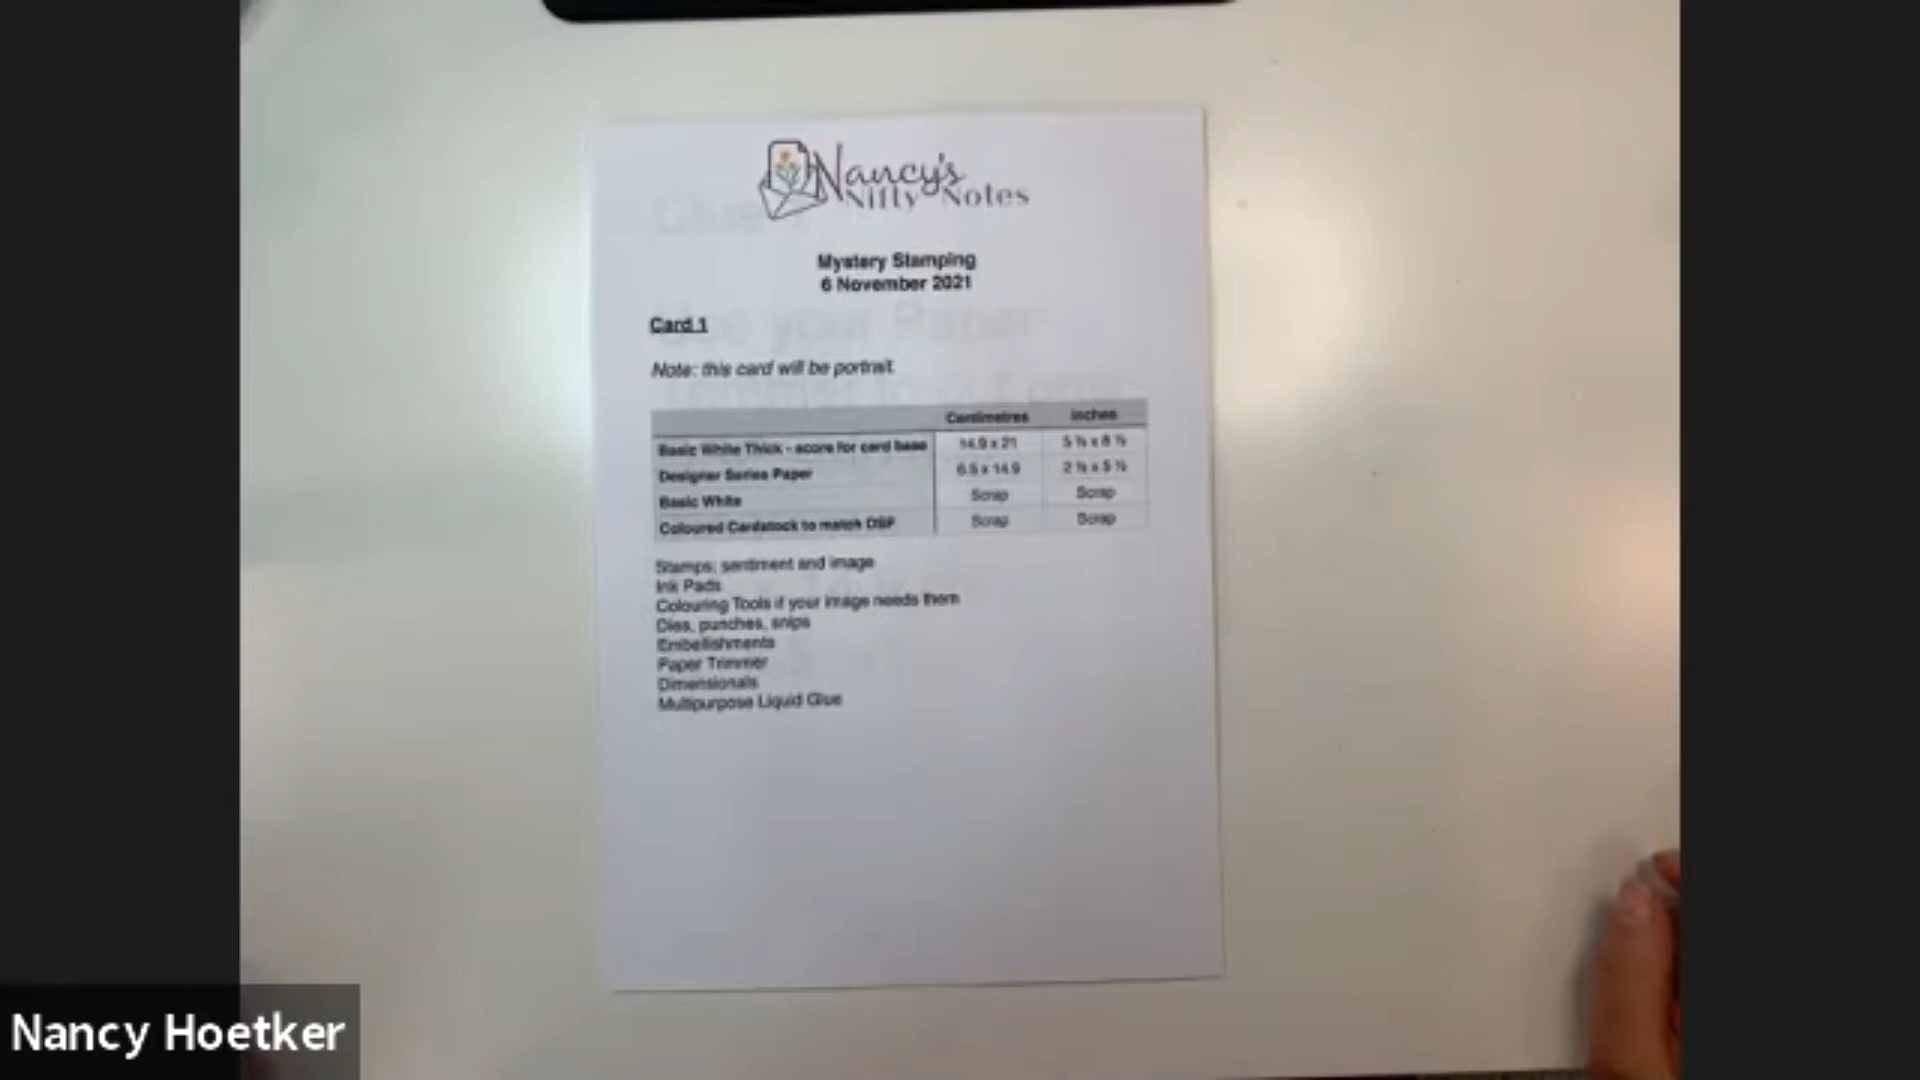 Nancy's
Nifty Notes
Mystery Stamping
6 November 2021
Card 1
Note: this card will be portrait.
Centimetres Inches
Basic White Thick - score for card base 14.9 x 21
Designer Series Paper 6.5 x 14.9
Basic White Scrap Scrap
Coloured Cardstock to match DSP Scrap Scrap
Stamps: sentiment and image
Ink Pads
Colouring Tools if your image needs them
Dies, punches, snips
Embellishments
Paper Trimmer
Dimensionals
Multipurpose Liquid Glue
Nancy Hoetker